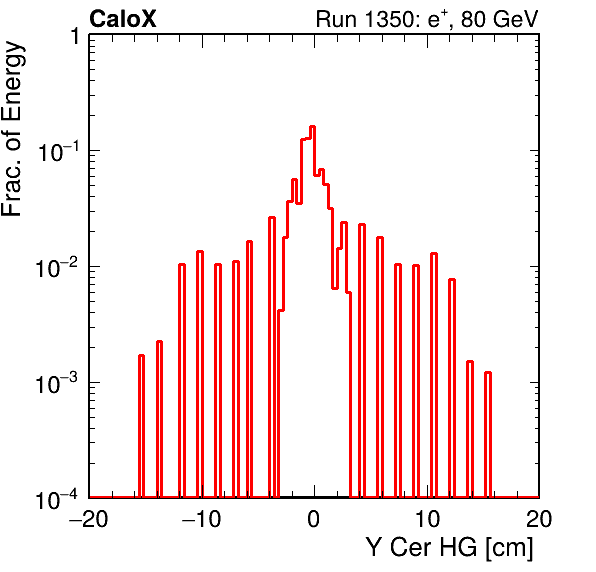 CaloX Run 1350: e⁺, 80 GeV
Frac. of Energy
1
10⁻¹
10⁻²
10⁻³
10⁻⁴
−20 −10 0 10 20
Y Cer HG [cm]